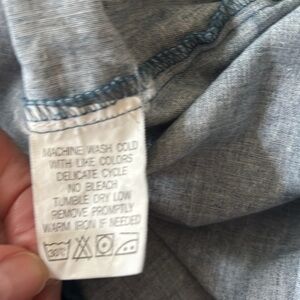 MACHINE WASH COLD
WITH LIKE COLORS
DELICATE CYCLE
NO BLEACH
TUMBLE DRY LOW
REMOVE PROMPTLY
WARM IRON IF NEEDED
30°C